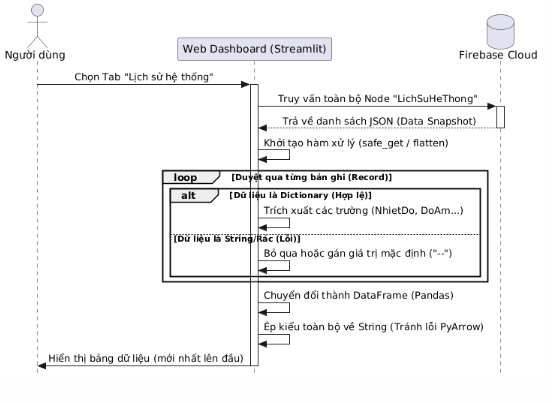 Người dùng
Web Dashboard (Streamlit)
Firebase Cloud
Chọn Tab "Lịch sử hệ thống"
Truy vấn toàn bộ Node "LichSuHeThong"
Trả về danh sách JSON (Data Snapshot)
Khởi tạo hàm xử lý (safe_get / flatten)
loop [Duyệt qua từng bản ghi (Record)]
alt [Dữ liệu là Dictionary (Hợp lệ)]
Trích xuất các trường (NhietDo, DoAm...)
[Dữ liệu là String/Rác (Lỗi)]
Bỏ qua hoặc gán giá trị mặc định ("--")
Chuyển đổi thành DataFrame (Pandas)
Ép kiểu toàn bộ về String (Tránh lỗi PyArrow)
Hiển thị bảng dữ liệu (mới nhất lên đầu)